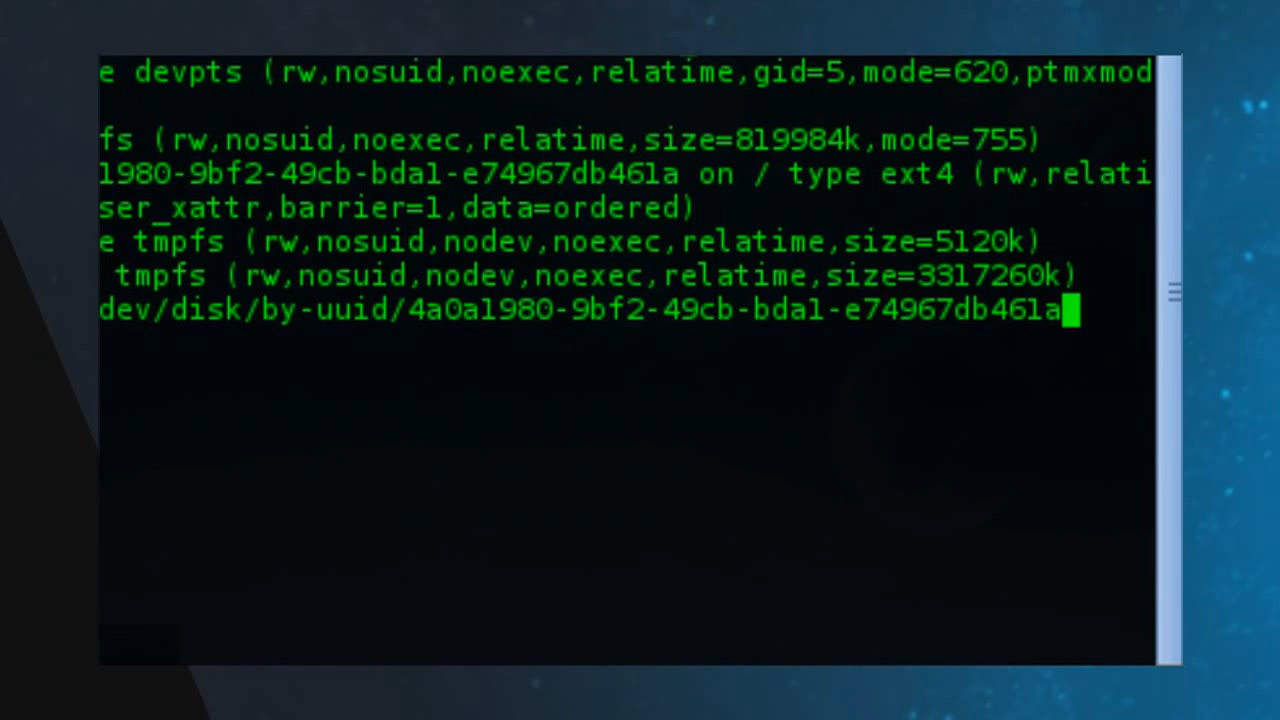 e devpts (rw,nosuid,noexec,relatime,gid=5,mode=620,ptmxmod
fs (rw,nosuid,noexec,relatime,size=819984k,mode=755)
1980-9bf2-49cb-bda1-e74967db461a on / type ext4 (rw,relati
ser_xattr,barrier=1,data=ordered)
e tmpfs (rw,nosuid,nodev,noexec,relatime,size=5120k)
tmpfs (rw,nosuid,nodev,noexec,relatime,size=3317260k)
dev/disk/by-uuid/4a0a1980-9bf2-49cb-bda1-e74967db461a